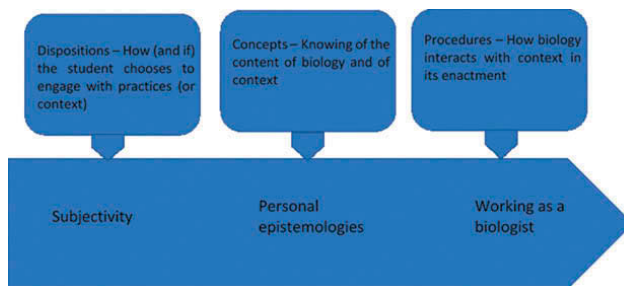 Dispositions – How (and if)
the student chooses to
engage with practices (or
context)
Concepts – Knowing of the
content of biology and of
context
Procedures – How biology
interacts with context in
its enactment
Subjectivity
Personal
epistemologies
Working as a
biologist